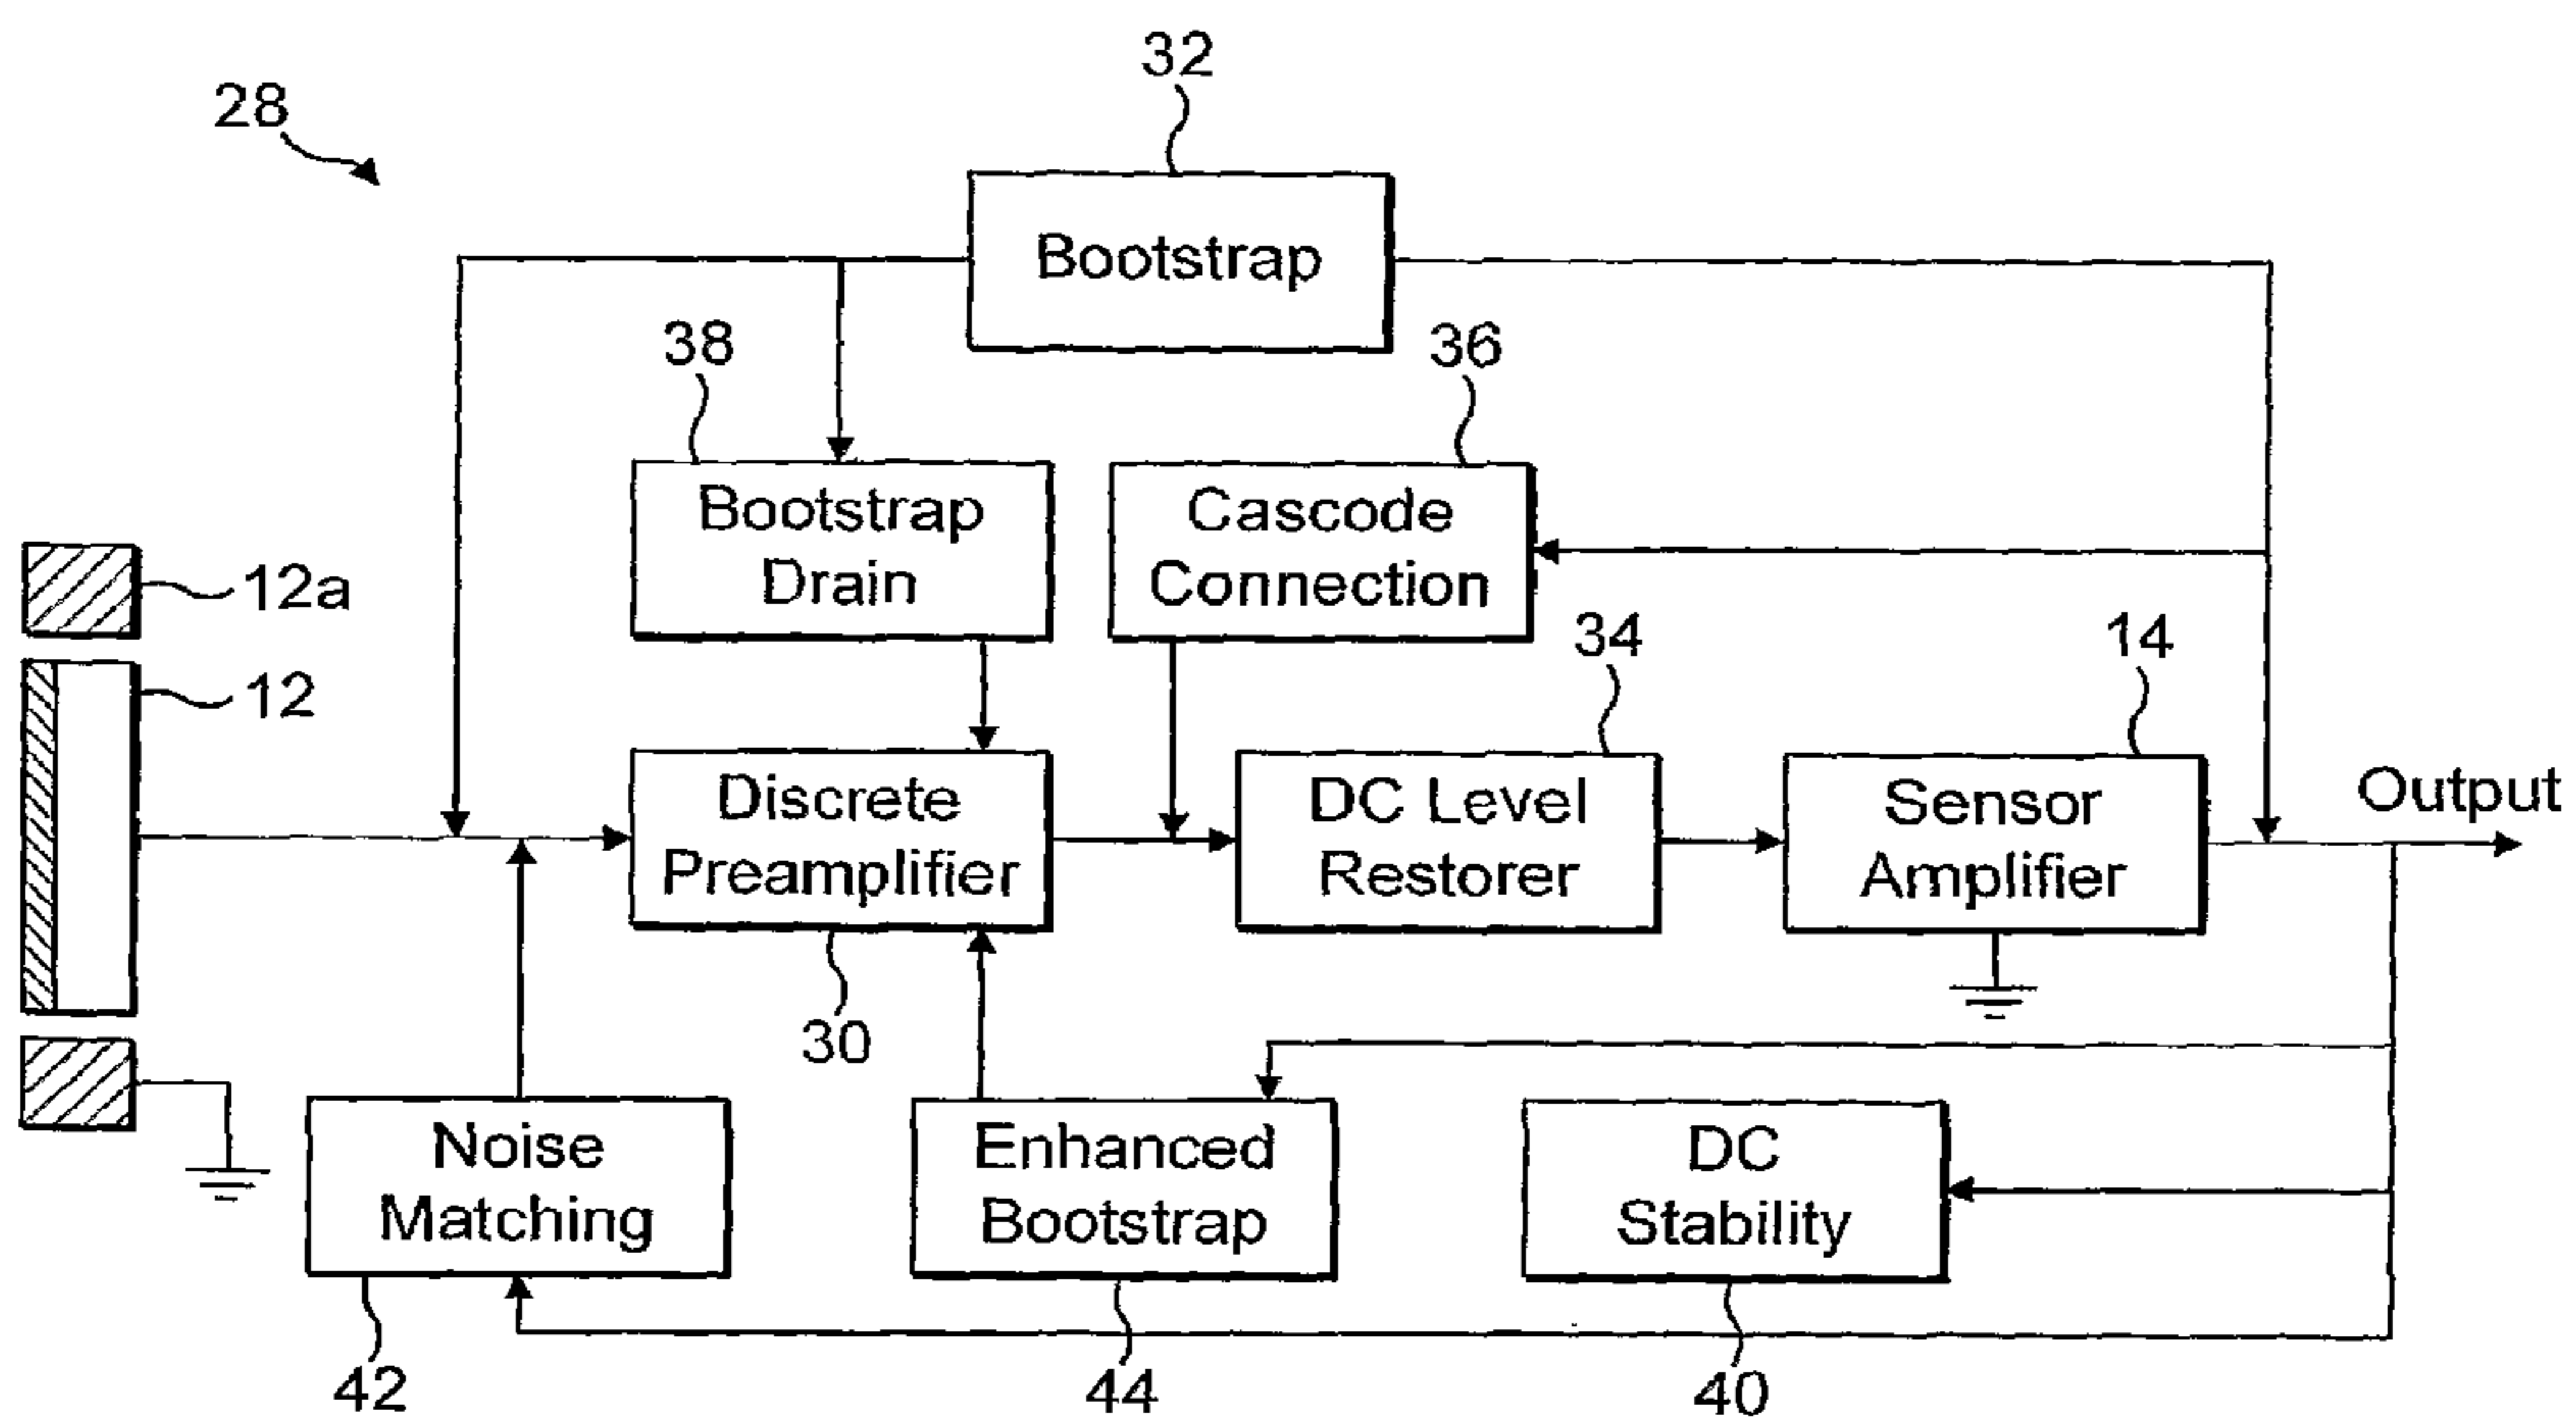 32
28
Bootstrap
38
36
Bootstrap
Drain
Cascode
Connection
12a
34
14
12
Discrete
Preamplifier
DC Level
Restorer
Sensor
Amplifier
Output
30
Noise
Matching
Enhanced
Bootstrap
DC
Stability
42
44
40